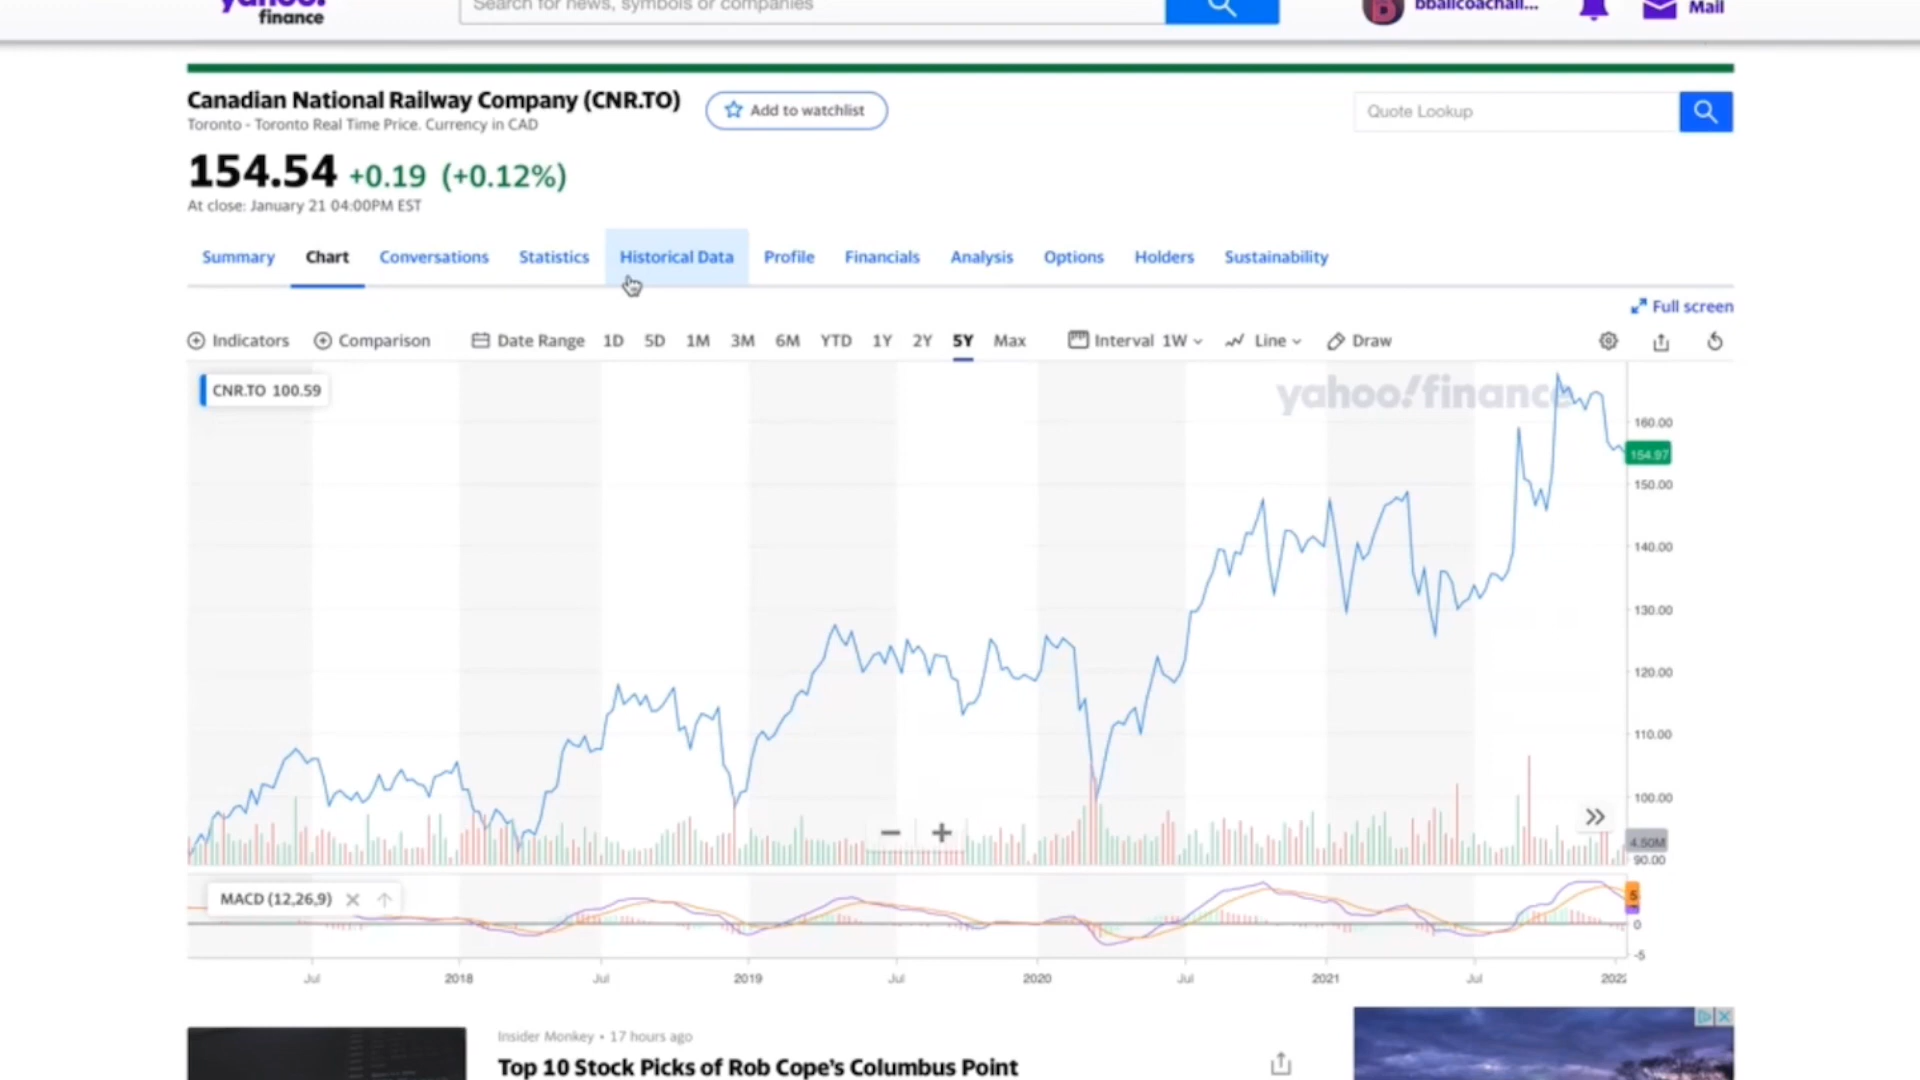 yahoo!
finance
Search for news, symbols or companies
bballcoachall...
Mail
Canadian National Railway Company (CNR.TO)
Add to watchlist
Quote Lookup
Toronto - Toronto Real Time Price. Currency in CAD
154.54 +0.19 (+0.12%)
At close: January 21 04:00PM EST
Summary Chart Conversations Statistics Historical Data Profile Financials Analysis Options Holders Sustainability
Full screen
Indicators Comparison Date Range 1D 5D 1M 3M 6M YTD 1Y 2Y 5Y Max Interval 1W Line Draw
CNR.TO 100.59
yahoo!finance
160.00
154.97
150.00
140.00
130.00
120.00
110.00
100.00
4.50M
90.00
MACD (12,26,9)
5
0
-5
Jul 2018 Jul 2019 Jul 2020 Jul 2021 Jul 2022
Insider Monkey • 17 hours ago
Top 10 Stock Picks of Rob Cope's Columbus Point